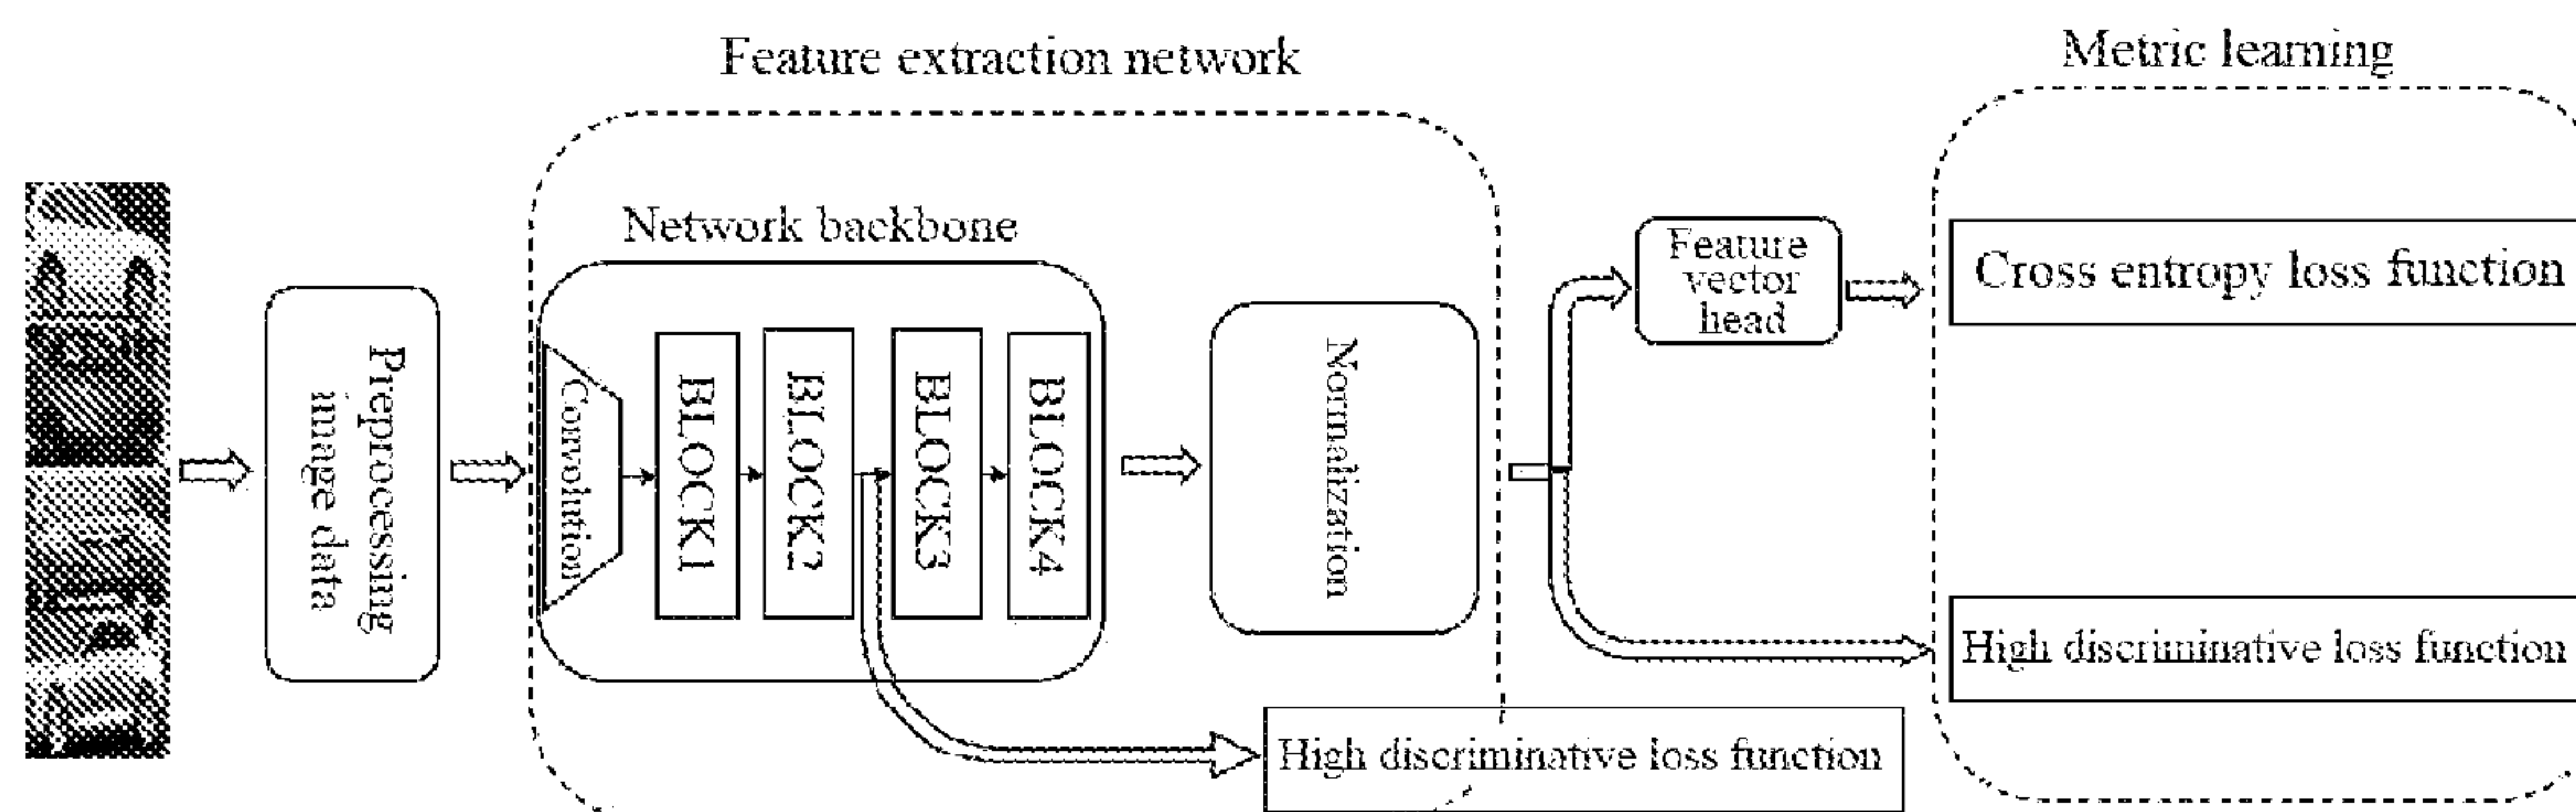 Feature extraction network
Metric learning
Network backbone
Preprocessing
image data
Convolution
BLOCK1
BLOCK2
BLOCK3
BLOCK4
Normalization
Feature
vector
head
Cross entropy loss function
High discriminative loss function
High discriminative loss function